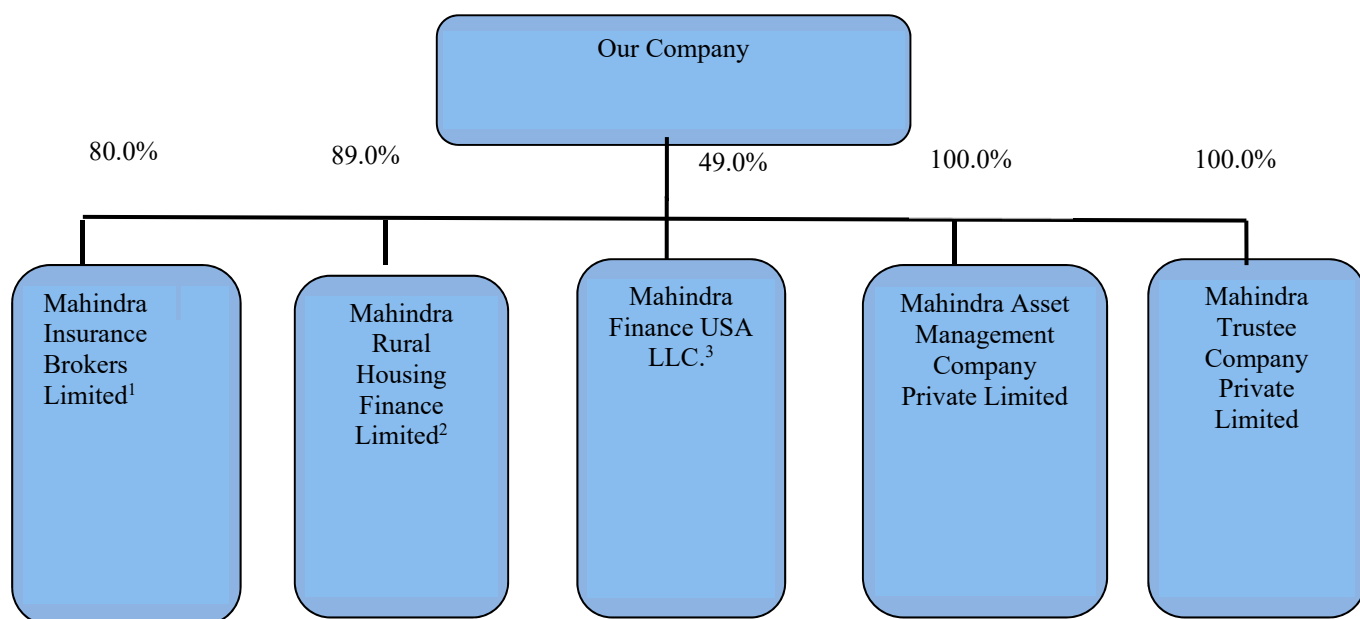 Our Company
80.0%
89.0%
49.0%
100.0%
100.0%
Mahindra
Insurance
Brokers
Limited¹
Mahindra
Rural
Housing
Finance
Limited²
Mahindra
Finance USA
LLC.³
Mahindra Asset
Management
Company
Private Limited
Mahindra
Trustee
Company
Private
Limited